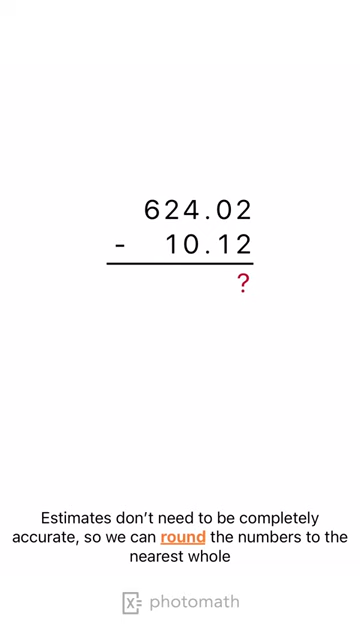 624.02
- 10.12
?
Estimates don't need to be completely
accurate, so we can round the numbers to the
nearest whole
photomath